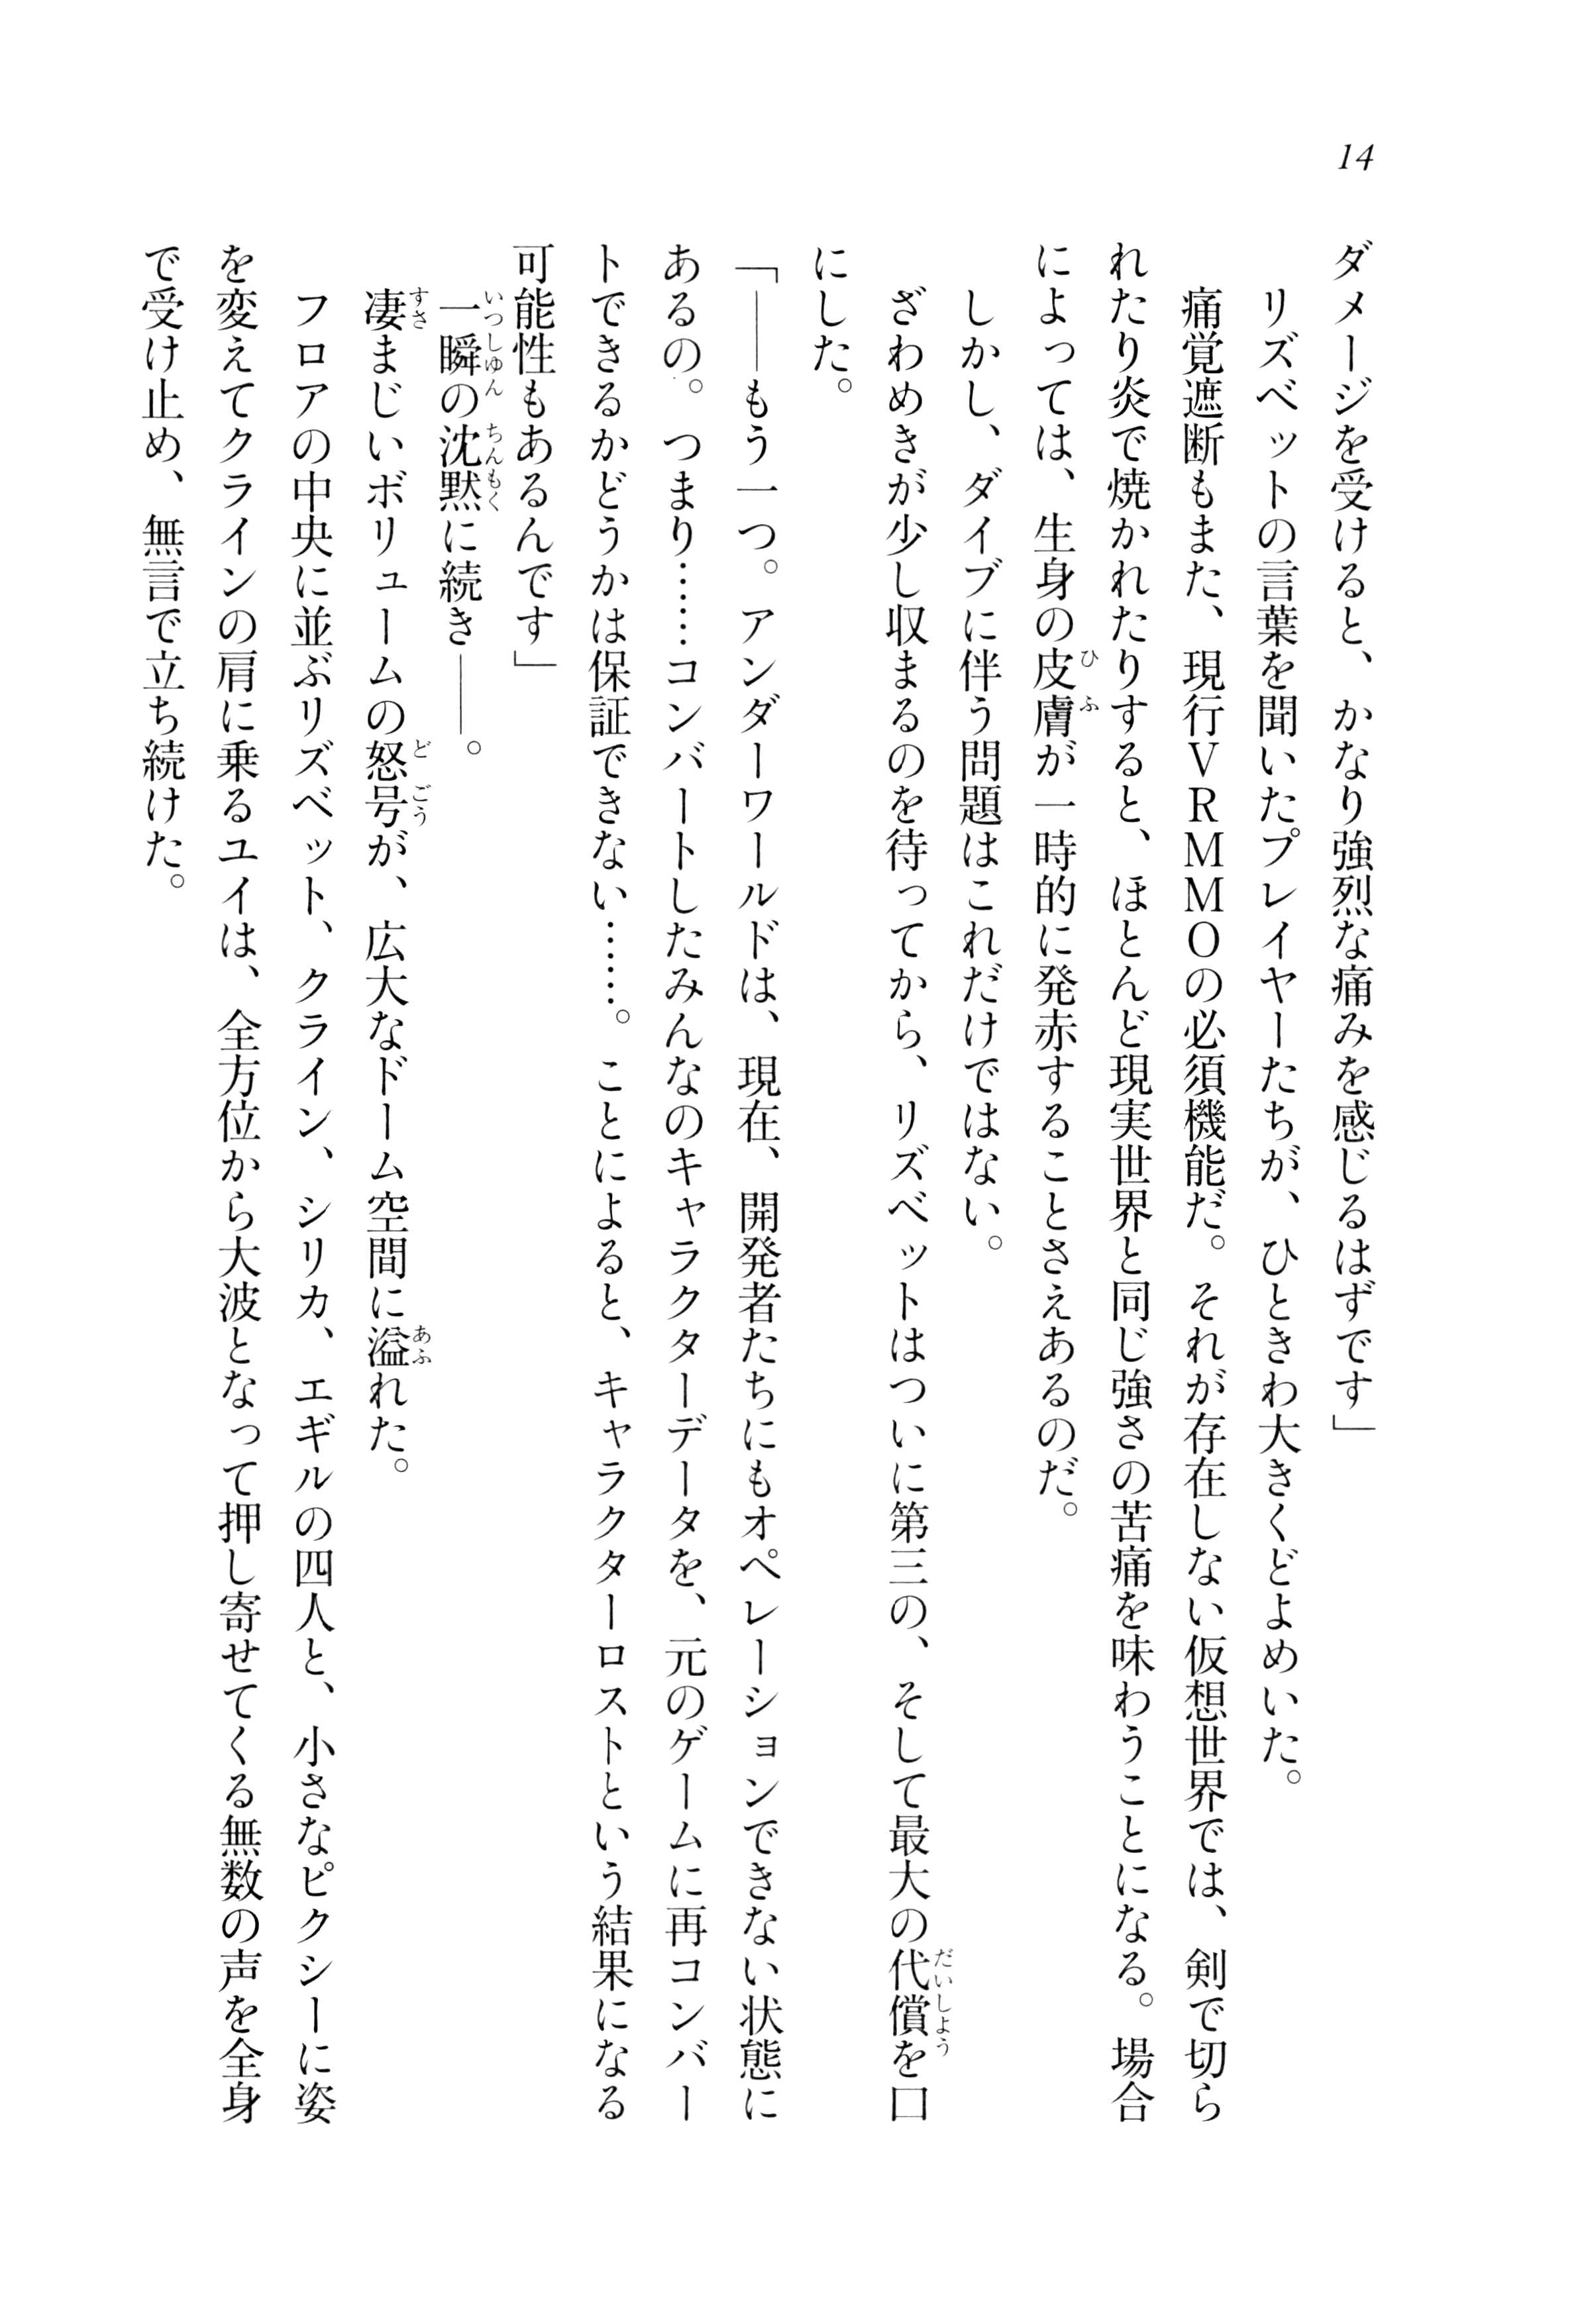 14
ダメージを受けると、かなり強烈な痛みを感じるはずです」
リズベットの言葉を聞いたプレイヤーたちが、ひときわ大きくどよめいた。
痛覚遮断もまた、現行ＶＲＭＭＯの必須機能だ。それが存在しない仮想世界では、剣で切ら
れたり炎で焼かれたりすると、ほとんど現実世界と同じ強さの苦痛を味わうことになる。場合
によっては、生身の皮膚が一時的に発赤することさえあるのだ。
しかし、ダイブに伴う問題はこれだけではない。
ざわめきが少し収まるのを待ってから、リズベットはついに第三の、そして最大の代償を口
にした。
「――もう一つ。アンダーワールドは、現在、開発者たちにもオペレーションできない状態に
あるの。つまり……コンバートしたみんなのキャラクターデータを、元のゲームに再コンバー
トできるかどうかは保証できない……。ことによると、キャラクターロストという結果になる
可能性もあるんです」
一瞬の沈黙に続き――。
凄まじいボリュームの怒号が、広大なドーム空間に溢れた。
フロアの中央に並ぶリズベット、クライン、シリカ、エギルの四人と、小さなピクシーに姿
を変えてクラインの肩に乗るユイは、全方位から大波となって押し寄せてくる無数の声を全身
で受け止め、無言で立ち続けた。